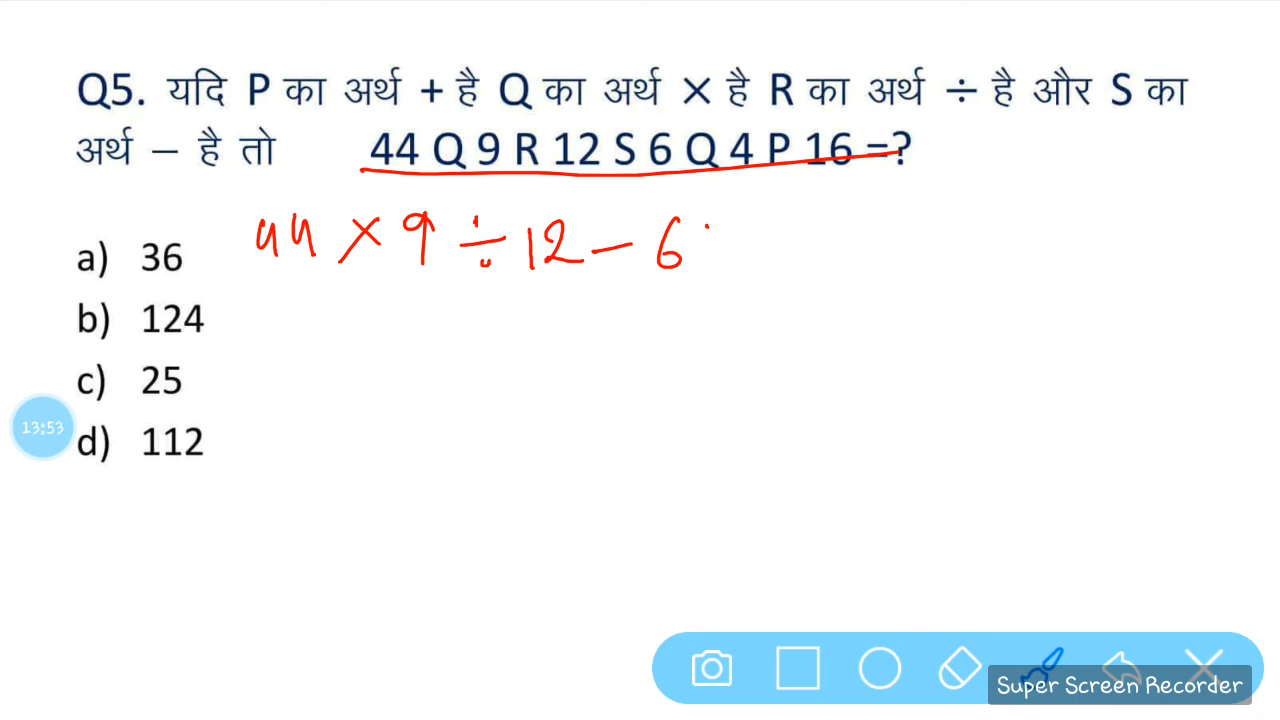 Q5. यदि P का अर्थ + है Q का अर्थ × है R का अर्थ ÷ है और S का
अर्थ – है तो 44 Q 9 R 12 S 6 Q 4 P 16 =?
44 × 9 ÷ 12 – 6
a) 36
b) 124
c) 25
13:53
d) 112
Super Screen Recorder